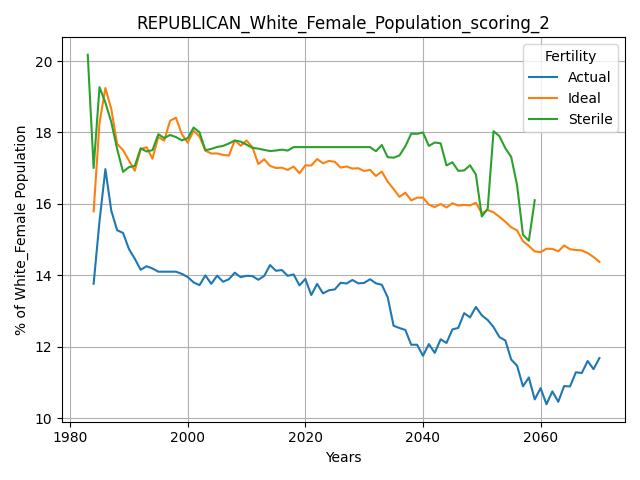 REPUBLICAN_White_Female_Population_scoring_2
Fertility
Actual
Ideal
Sterile
% of White_Female Population
20
18
16
14
12
10
1980 2000 2020 2040 2060
Years